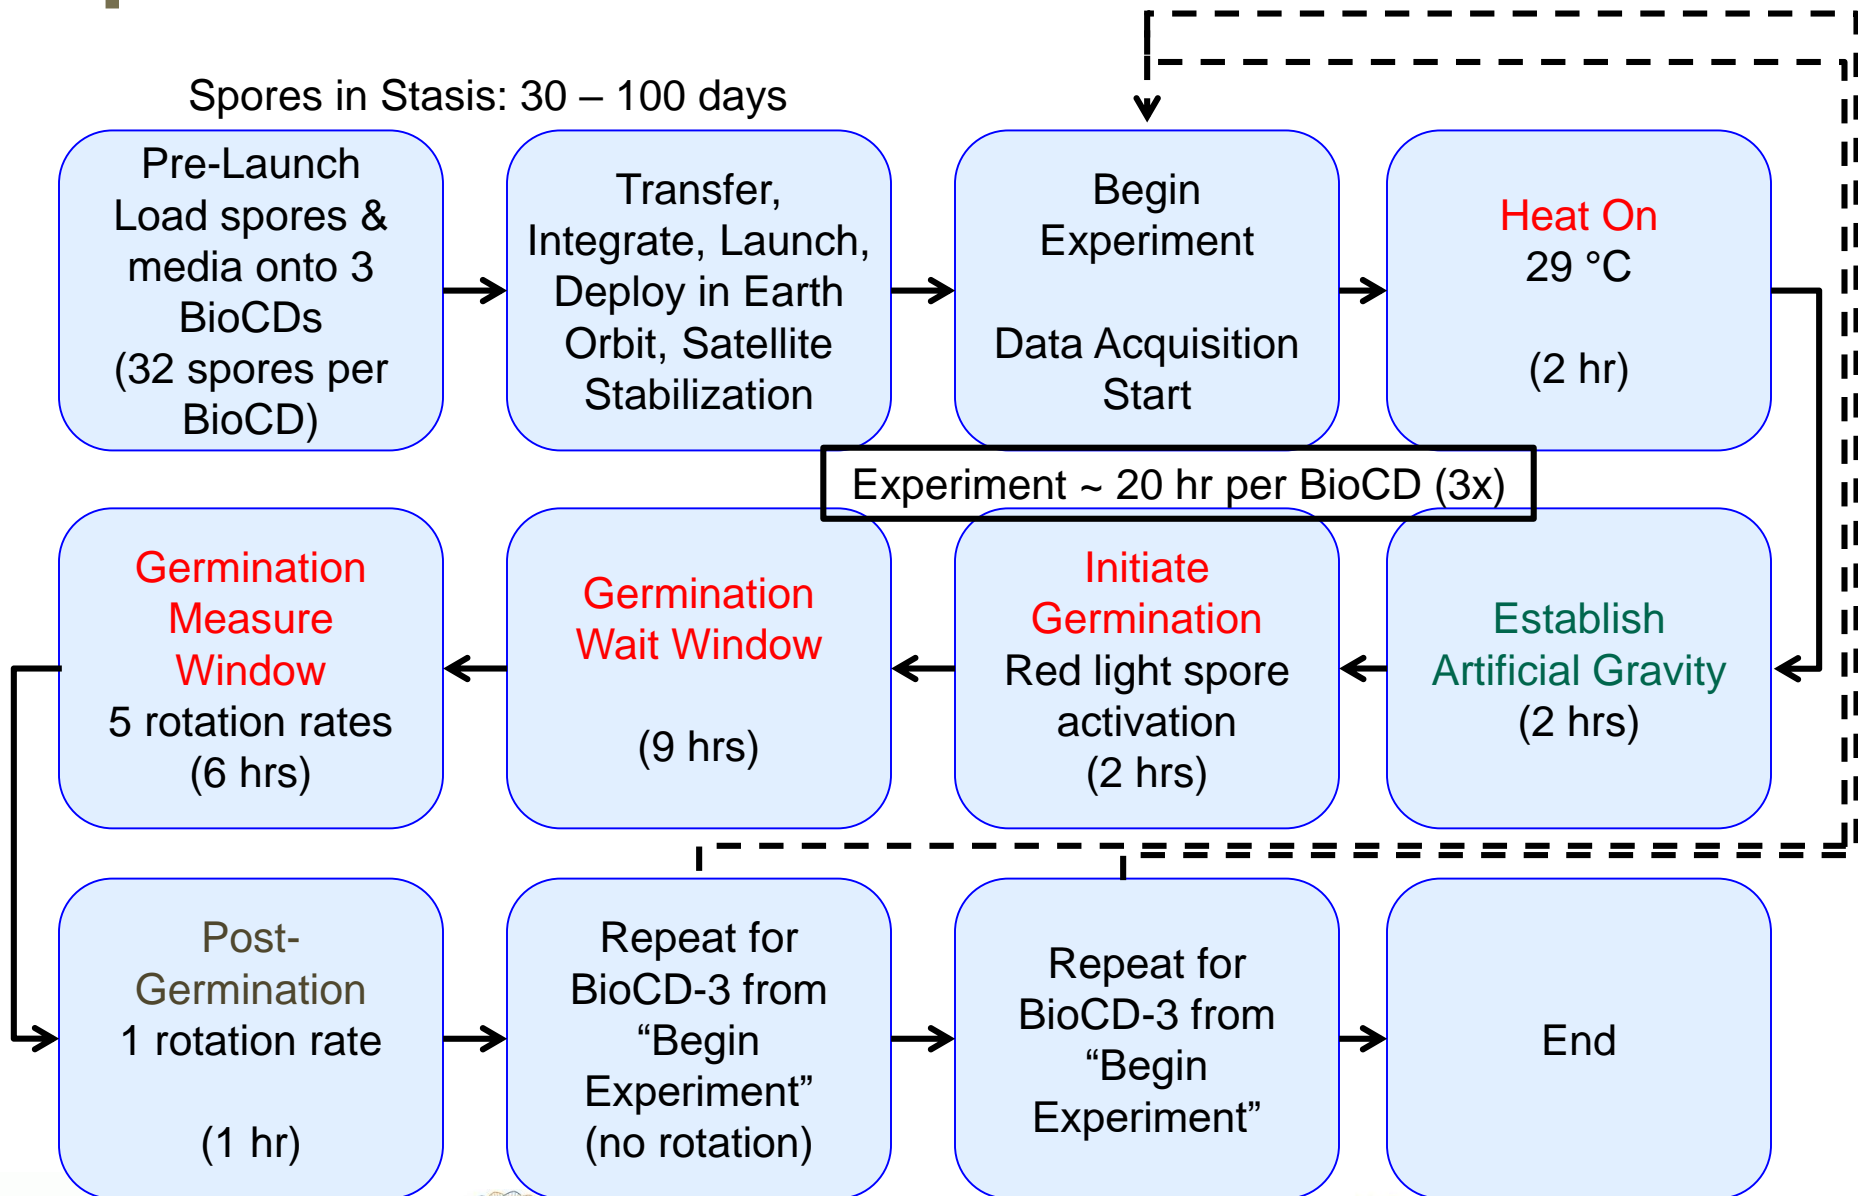 Spores in Stasis: 30 – 100 days
Pre-Launch
Load spores &
media onto 3
BioCDs
(32 spores per
BioCD)
Transfer,
Integrate, Launch,
Deploy in Earth
Orbit, Satellite
Stabilization
Begin
Experiment
Data Acquisition
Start
Heat On
29 °C
(2 hr)
Experiment ~ 20 hr per BioCD (3x)
Establish
Artificial Gravity
(2 hrs)
Initiate
Germination
Red light spore
activation
(2 hrs)
Germination
Wait Window
(9 hrs)
Germination
Measure
Window
5 rotation rates
(6 hrs)
Post-
Germination
1 rotation rate
(1 hr)
Repeat for
BioCD-3 from
“Begin
Experiment”
(no rotation)
Repeat for
BioCD-3 from
“Begin
Experiment”
End